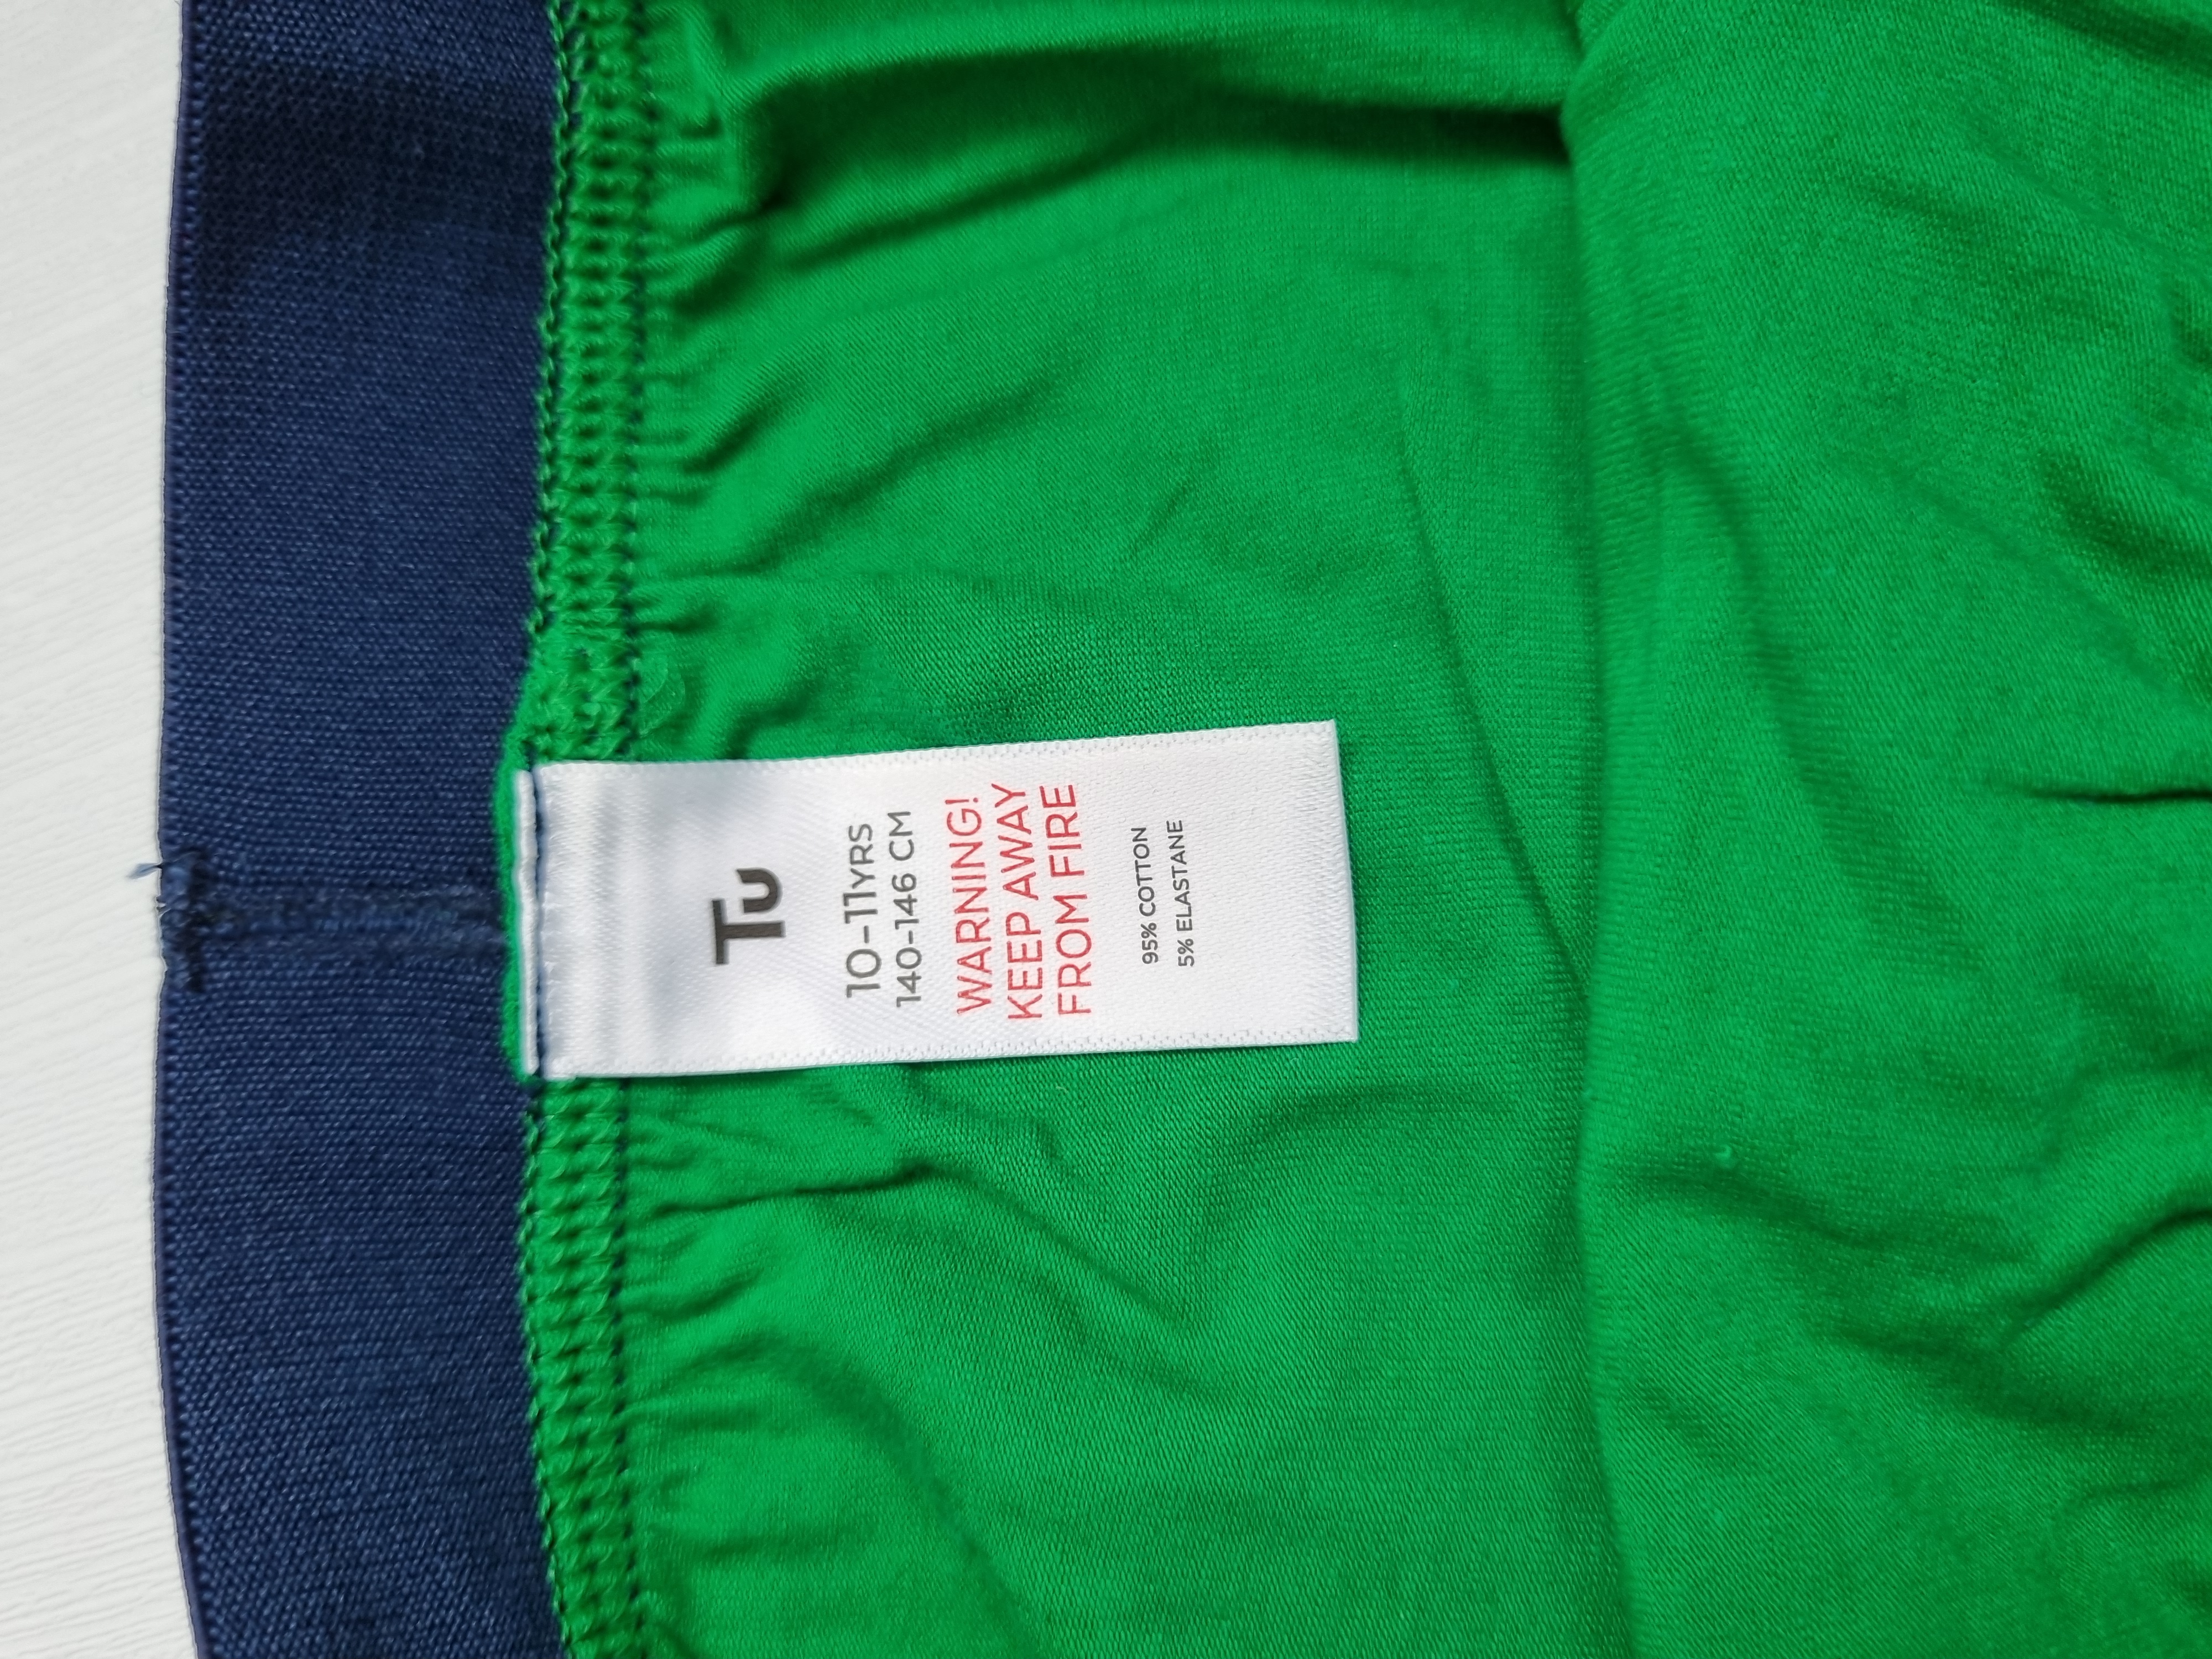 Tu
10-11YRS
140-146 CM
WARNING!
KEEP AWAY
FROM FIRE
95% COTTON
5% ELASTANE